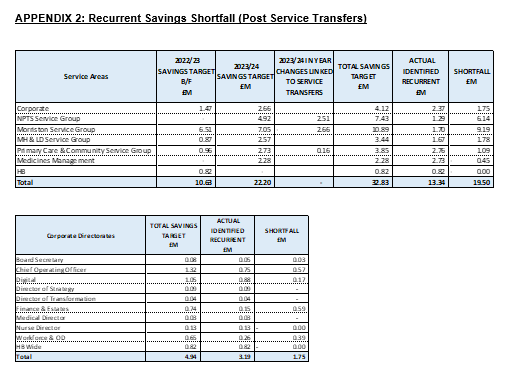 APPENDIX 2: Recurrent Savings Shortfall (Post Service Transfers)
Service Areas 2022/23 SAVINGS TARGET B/F £M 2023/24 SAVINGS TARGET £M 2023/24 IN YEAR CHANGES LINKED TO SERVICE TRANSFERS TOTAL SAVINGS TARGET £M ACTUAL IDENTIFIED RECURRENT £M SHORTFALL £M
Corporate 1.47 2.66 4.12 2.37 1.75
NPTS Service Group 4.92 2.51 7.43 1.29 6.14
Morriston Service Group 6.51 7.05 2.66 10.89 1.70 9.19
MH & LD Service Group 0.87 2.57 3.44 1.67 1.78
Primary Care & Community Service Group 0.96 2.73 0.16 3.85 2.76 1.09
Medicines Management 2.28 2.28 2.73 0.45
HB 0.82 - 0.82 0.82 0.00
Total 10.63 22.20 - 32.83 13.34 19.50
Corporate Directorates TOTAL SAVINGS TARGET £M ACTUAL IDENTIFIED RECURRENT £M SHORTFALL £M
Board Secretary 0.08 0.05 0.03
Chief Operating Officer 1.32 0.75 0.57
Digital 1.05 0.88 0.17
Director of Strategy 0.09 0.09 -
Director of Transformation 0.04 0.04 -
Finance & Estates 0.74 0.15 0.59
Medical Director 0.03 0.03 -
Nurse Director 0.13 0.13 - 0.00
Workforce & OD 0.65 0.26 0.39
HB Wide 0.82 0.82 - 0.00
Total 4.94 3.19 1.75